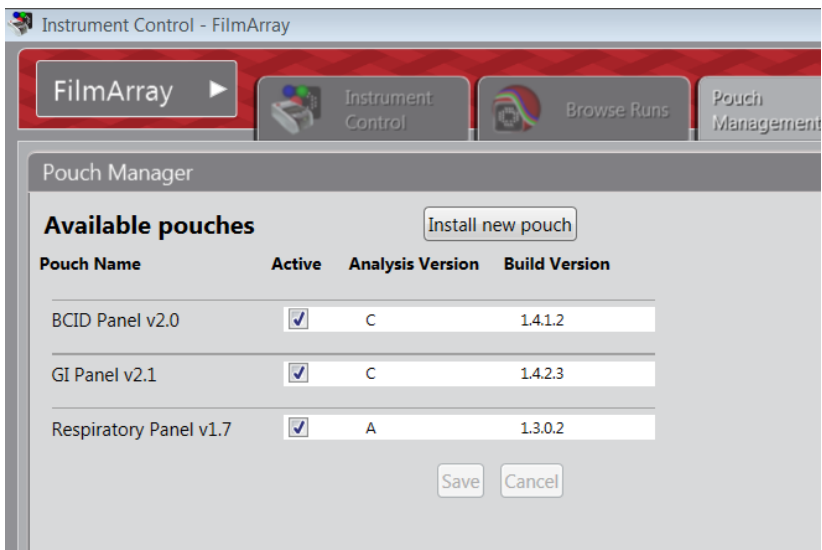 Instrument Control - FilmArray
FilmArray
Instrument
Control
Browse Runs
Pouch
Management
Pouch Manager
Available pouches
Install new pouch
Pouch Name Active Analysis Version Build Version
BCID Panel v2.0 C 1.4.1.2
GI Panel v2.1 C 1.4.2.3
Respiratory Panel v1.7 A 1.3.0.2
Save Cancel